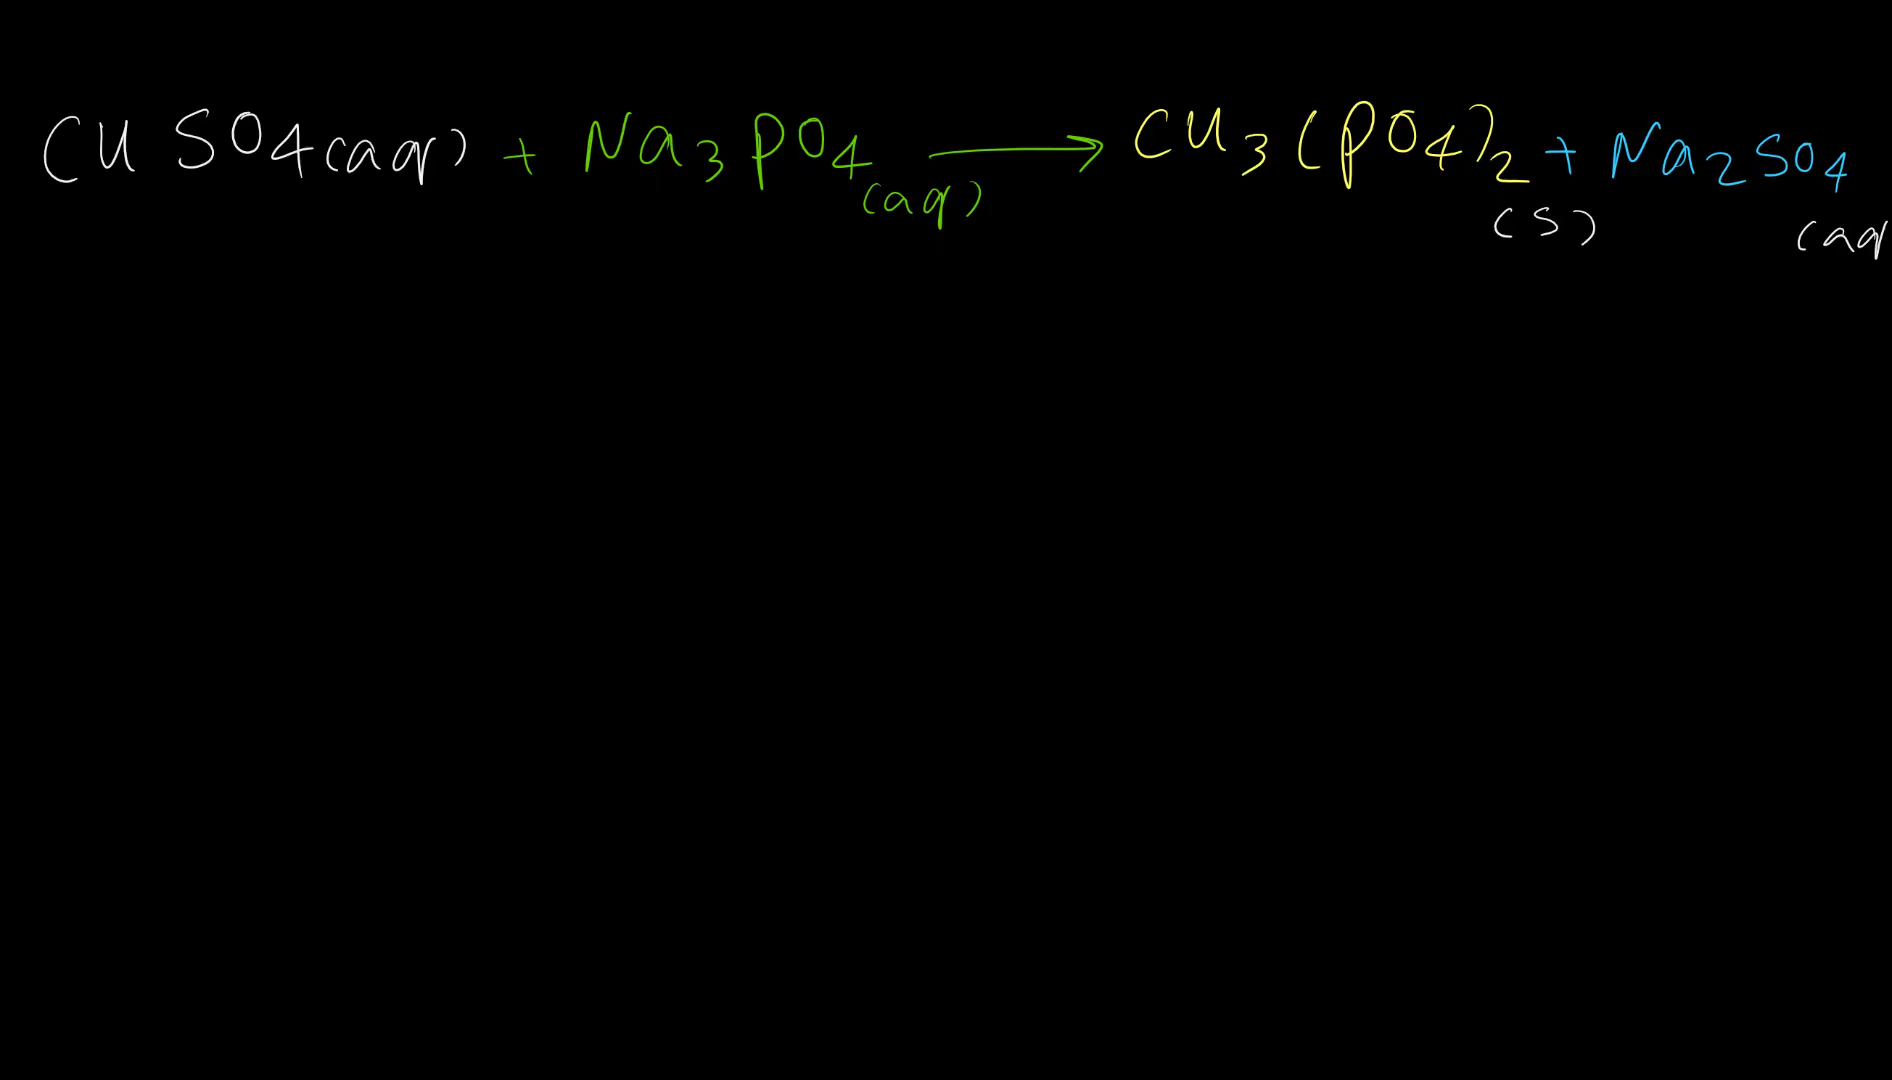 CuSO4(aq) + Na3PO4(aq) → Cu3(PO4)2(s) + Na2SO4(aq